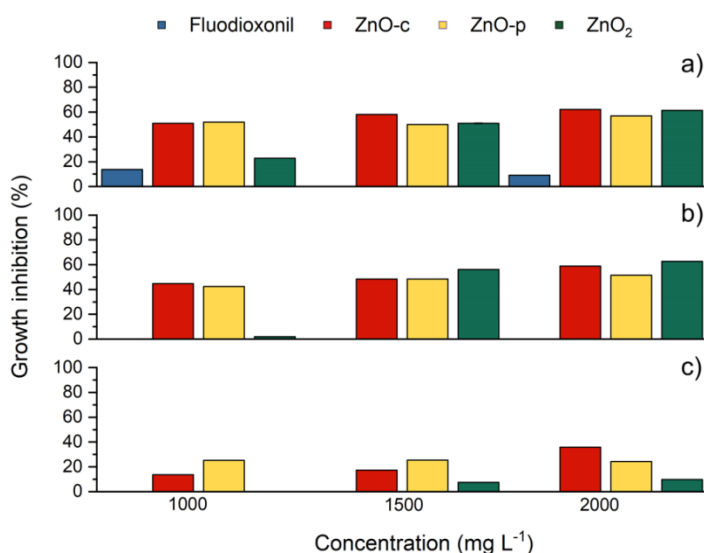 Fluodioxonil ZnO-c ZnO-p ZnO₂
a)
100
80
60
40
20
0
b)
100
80
60
40
20
0
c)
100
80
60
40
20
0
Growth inhibition (%)
1000 1500 2000
Concentration (mg L⁻¹)